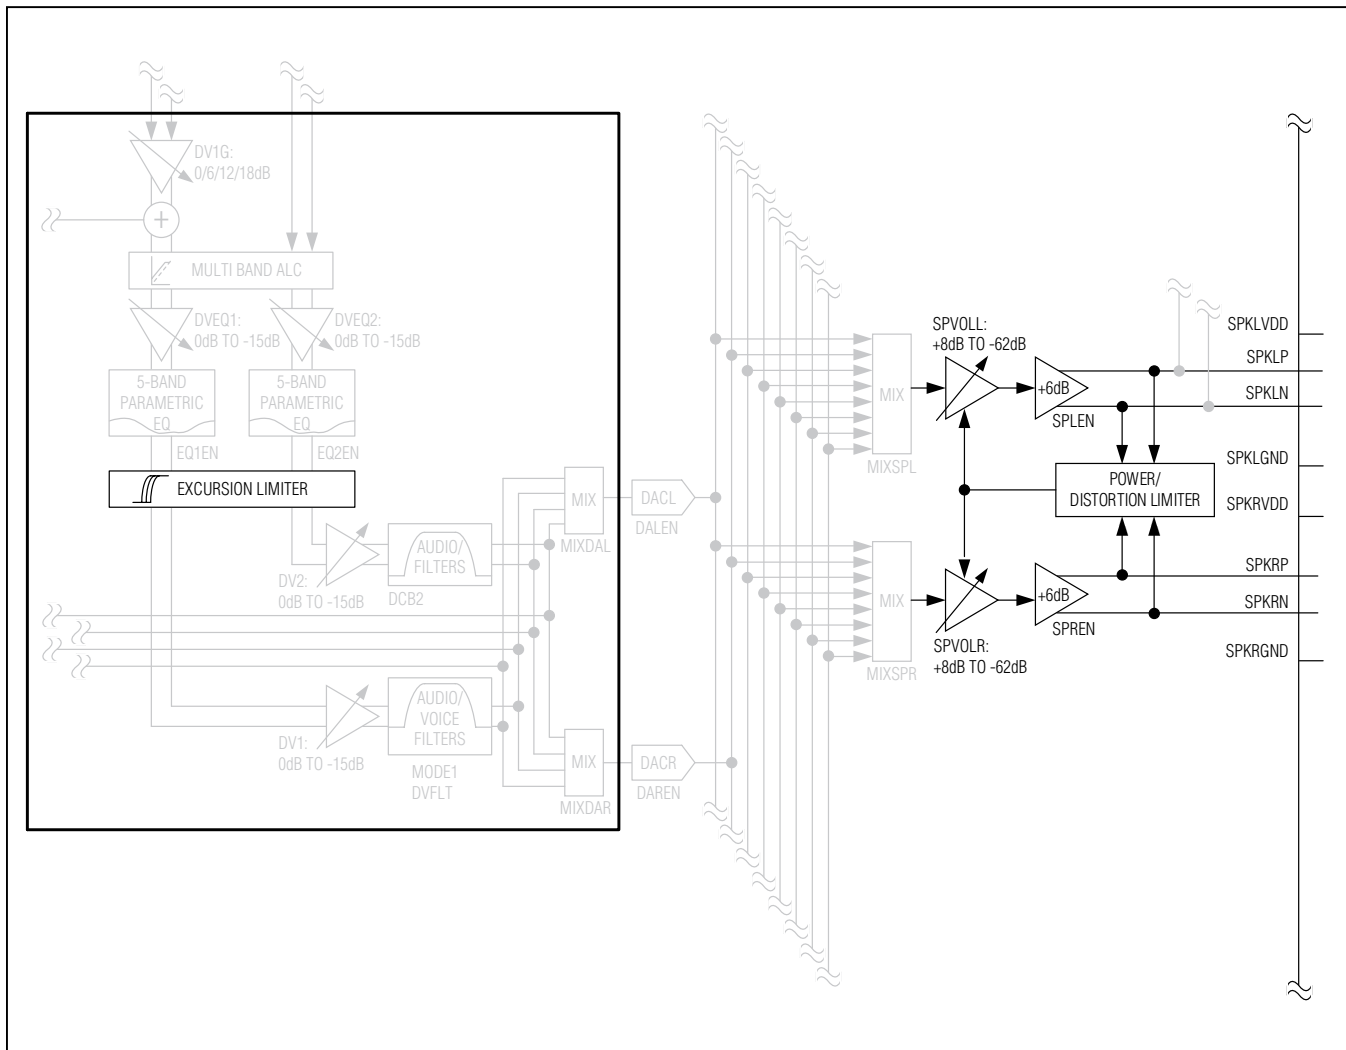 DV1G:
0/6/12/18dB
+
MULTI BAND ALC
DVEQ1:
0dB TO -15dB
DVEQ2:
0dB TO -15dB
5-BAND
PARAMETRIC
EQ
5-BAND
PARAMETRIC
EQ
EQ1EN
EQ2EN
EXCURSION LIMITER
DV2:
0dB TO -15dB
AUDIO/
FILTERS
DCB2
MIX
MIXDAL
DACL
DALEN
DV1:
0dB TO -15dB
AUDIO/
VOICE
FILTERS
MODE1
DVFLT
MIX
MIXDAR
DACR
DAREN
MIX
MIXSPL
MIX
MIXSPR
SPVOLL:
+8dB TO -62dB
+6dB
SPLEN
POWER/
DISTORTION LIMITER
SPVOLR:
+8dB TO -62dB
+6dB
SPREN
SPKLVDD
SPKLP
SPKLN
SPKLGND
SPKRVDD
SPKRP
SPKRN
SPKRGND